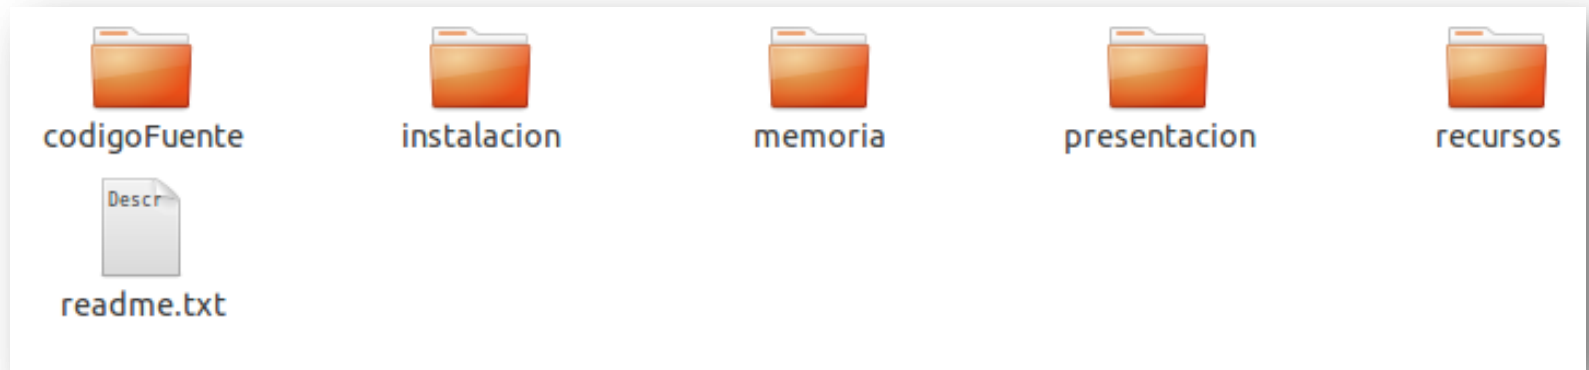 codigoFuente instalacion memoria presentacion recursos
Descr
readme.txt